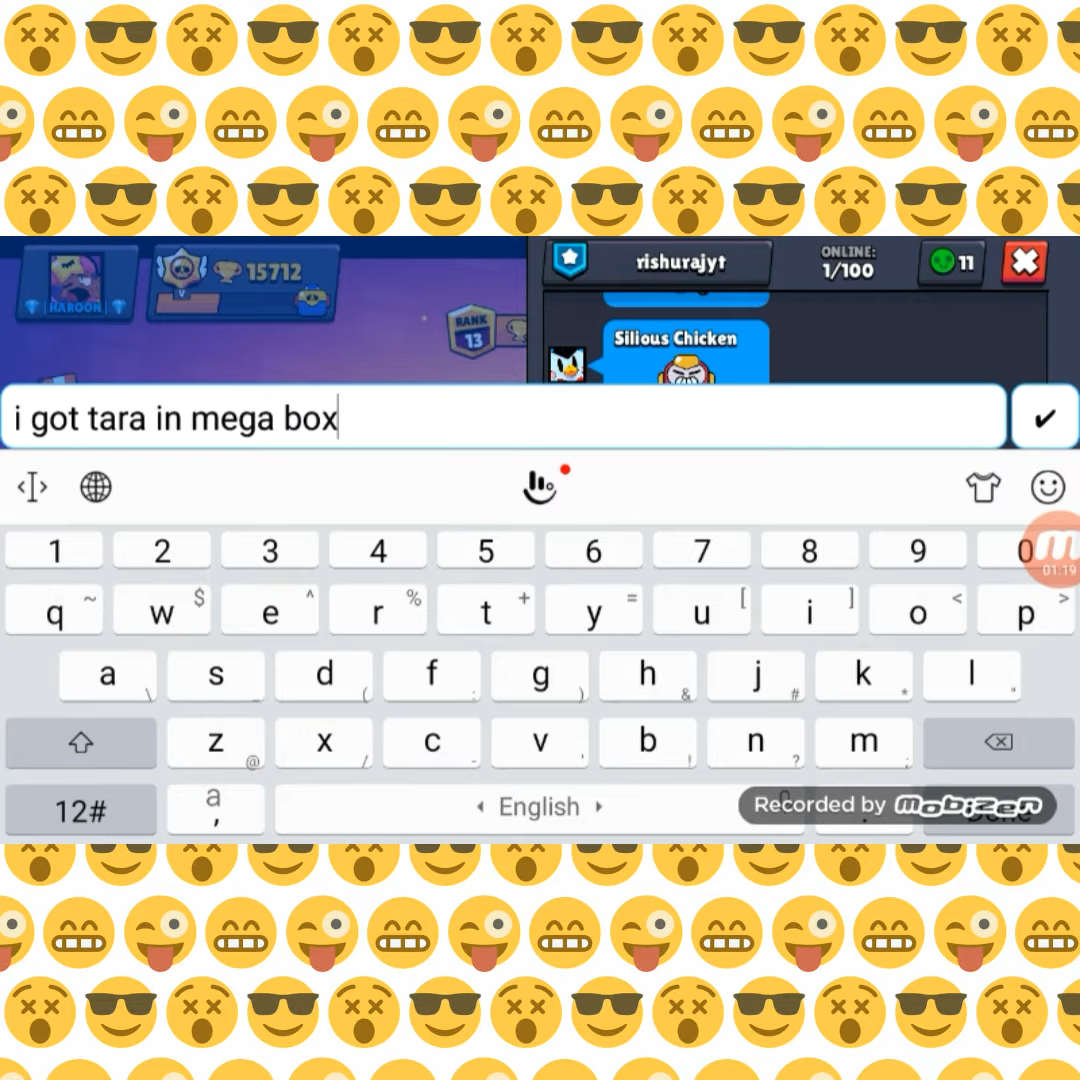 HAROON
V
15712
RANK
13
rishurajyt
ONLINE:
1/100
11
Silious Chicken
i got tara in mega box
1 2 3 4 5 6 7 8 9 0
01:19
q ~ w $ e ^ r % t + y = u [ i ] o < p >
a \ s _ d ( f : g ) h & j # k * l "
z @ x / c - v ' b ! n ? m ;
12# a , English Recorded by mobizen . Done